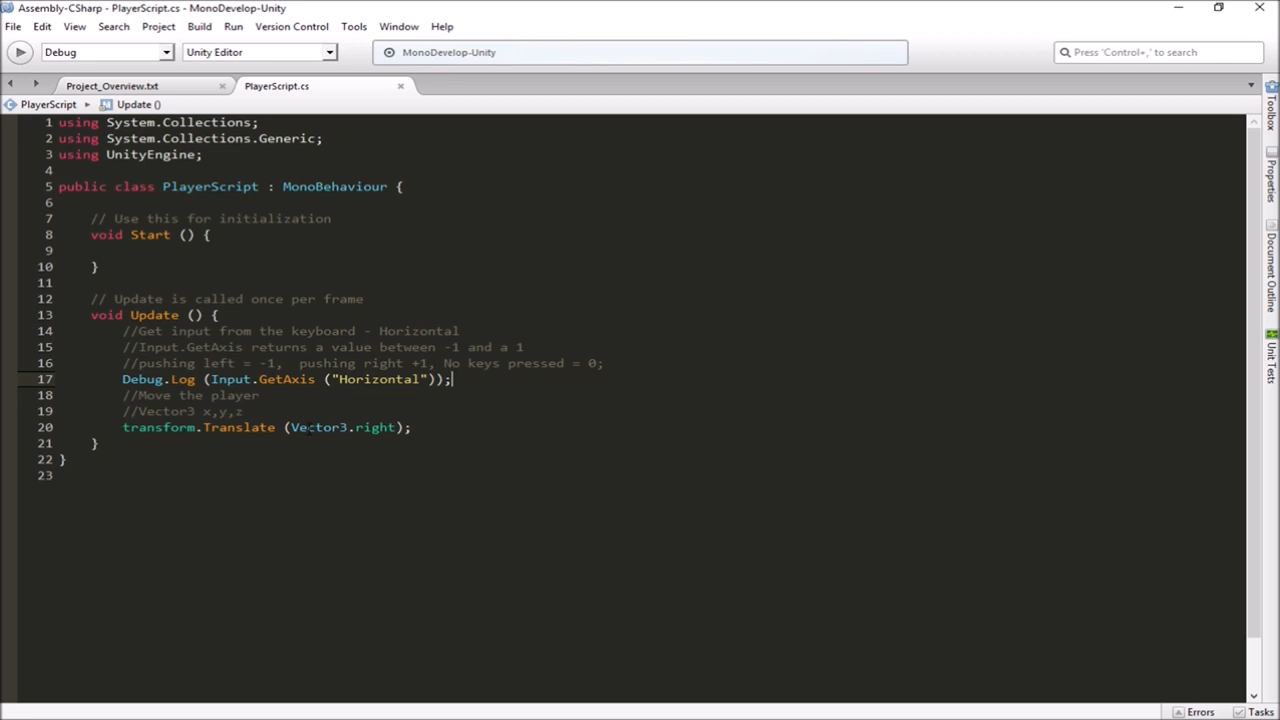 Assembly-CSharp - PlayerScript.cs - MonoDevelop-Unity
File Edit View Search Project Build Run Version Control Tools Window Help
Debug Unity Editor MonoDevelop-Unity Press 'Control+,' to search
Project_Overview.txt PlayerScript.cs
PlayerScript Update ()
1 using System.Collections;
2 using System.Collections.Generic;
3 using UnityEngine;
4
5 public class PlayerScript : MonoBehaviour {
6
7 // Use this for initialization
8 void Start () {
9
10 }
11
12 // Update is called once per frame
13 void Update () {
14 //Get input from the keyboard - Horizontal
15 //Input.GetAxis returns a value between -1 and a 1
16 //pushing left = -1,  pushing right +1, No keys pressed = 0;
17 Debug.Log (Input.GetAxis ("Horizontal"));
18 //Move the player
19 //Vector3 x,y,z
20 transform.Translate (Vector3.right);
21 }
22 }
23
Toolbox
Properties
Document Outline
Unit Tests
Errors Tasks